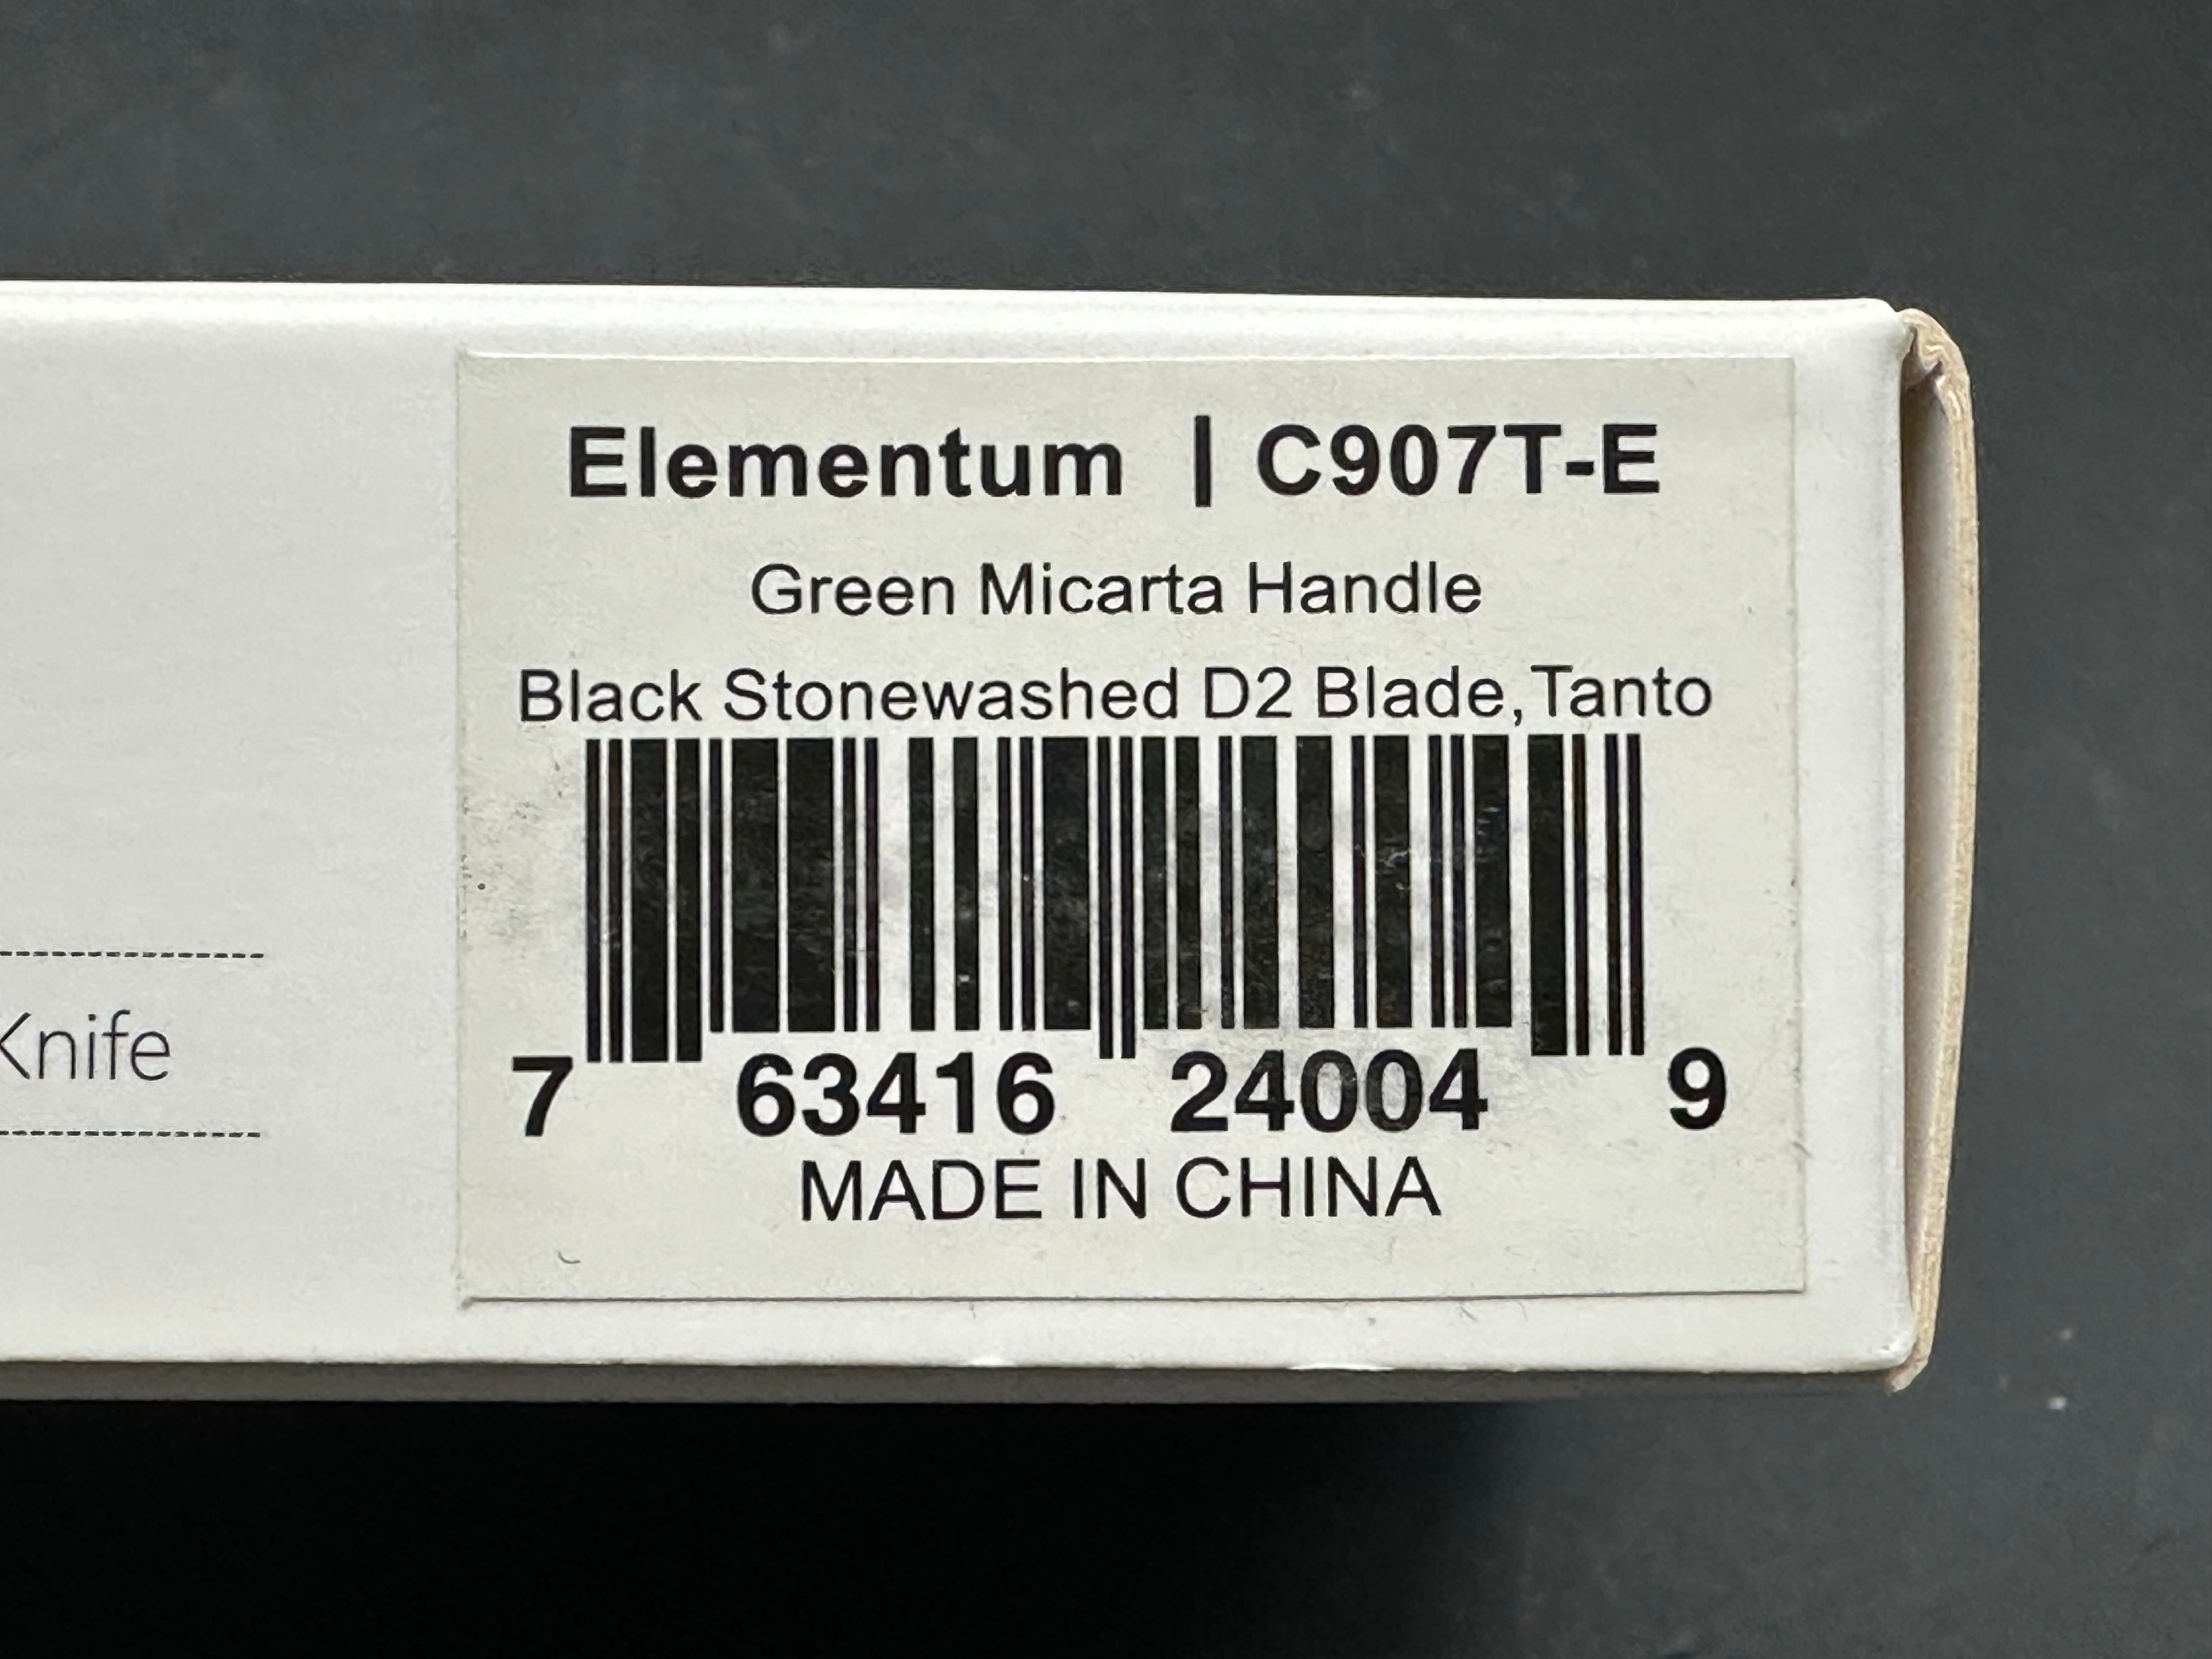 Elementum | C907T-E
Green Micarta Handle
Black Stonewashed D2 Blade,Tanto
7 63416 24004 9
MADE IN CHINA
Knife